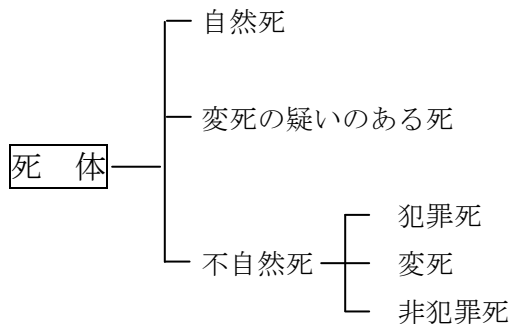 自然死
変死の疑いのある死
死　体
不自然死
犯罪死
変死
非犯罪死